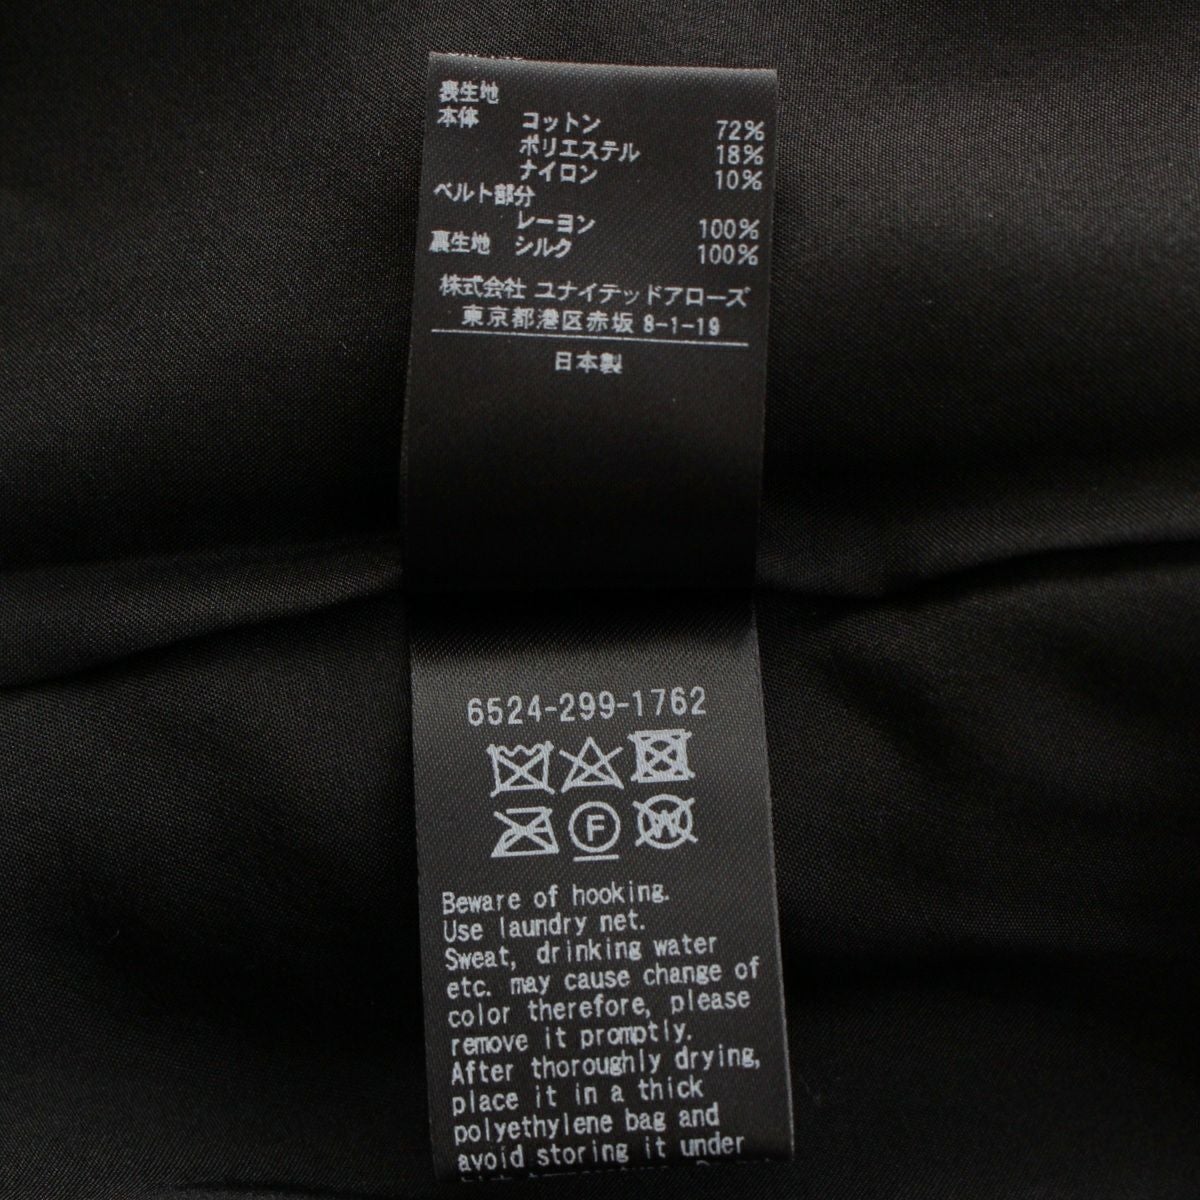 表生地
本体 コットン 72%
ポリエステル 18%
ナイロン 10%
ベルト部分
レーヨン 100%
裏生地 シルク 100%
株式会社 ユナイテッドアローズ
東京都港区赤坂 8-1-19
日本製
6524-299-1762
F W
Beware of hooking.
Use laundry net.
Sweat, drinking water
etc. may cause change of
color therefore, please
remove it promptly.
After thoroughly drying,
place it in a thick
polyethylene bag and
avoid storing it under